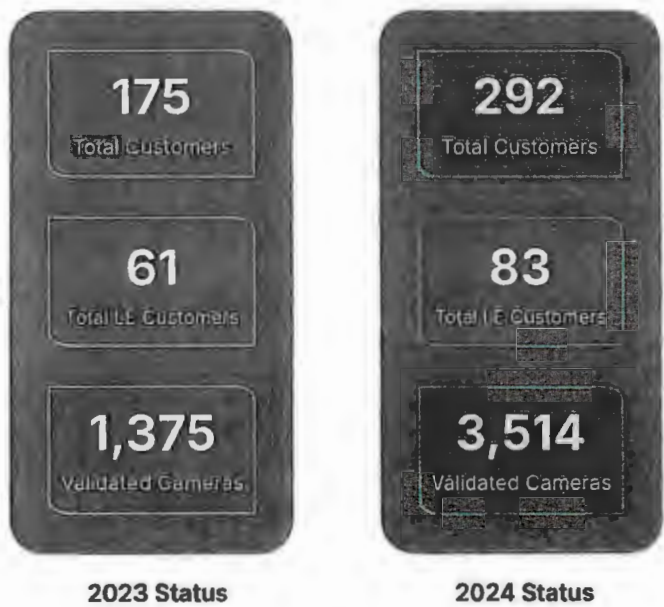 175
Total Customers
61
Total LE Customers
1,375
Validated Cameras
2023 Status
292
Total Customers
83
Total LE Customers
3,514
Validated Cameras
2024 Status